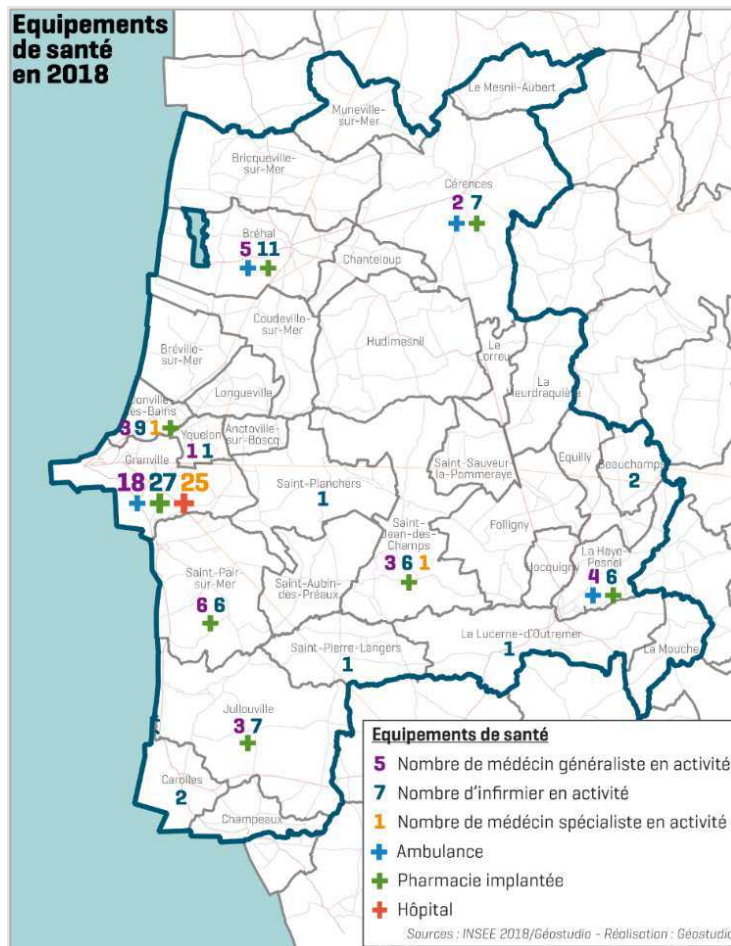 Equipements
de santé
en 2018
Le Mesnil-Aubert
Muneville-
sur-Mer
Bricqueville-
sur-Mer
Cérences
2 7
Bréhal
5 11
Chanteloup
Coudeville-
sur-Mer
Hudimesnil
Bréville-
sur-Mer
Le
Lorreur
La
Meurdraquière
Longueville
3 9 1
Yquelon
1 1
Anctoville-
sur-Boscq
Granville
18 27 25
Saint-Planchers
1
Saint-Sauveur-
la-Pommeraye
Equilly
Beauchamps
2
Saint-
Jean-des-
Champs
3 6 1
Folligny
Hocquigny
La Haye-
Pesnel
4 6
Saint-Pair-
sur-Mer
6 6
Saint-Aubin-
des-Préaux
Saint-Pierre-Langers
1
La Lucerne-d'Outremer
1
La Mouche
Jullouville
3 7
Carolles
2
Champeaux
Equipements de santé
5 Nombre de médécin généraliste en activité
7 Nombre d'infirmier en activité
1 Nombre de médécin spécialiste en activité
Ambulance
Pharmacie implantée
Hôpital
Sources : INSEE 2018/Géostudio - Réalisation : Géostudio